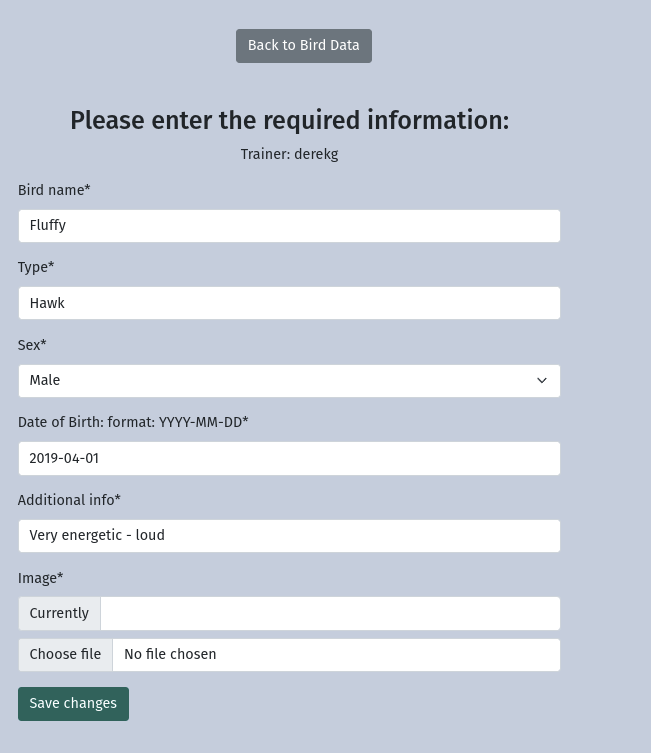 Back to Bird Data
Please enter the required information:
Trainer: derekg
Bird name*
Fluffy
Type*
Hawk
Sex*
Male
Date of Birth: format: YYYY-MM-DD*
2019-04-01
Additional info*
Very energetic - loud
Image*
Currently
Choose file No file chosen
Save changes